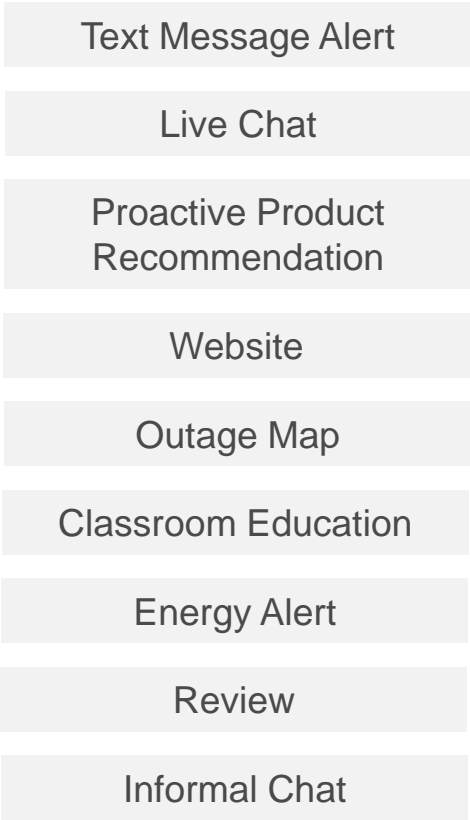 Text Message Alert
Live Chat
Proactive Product
Recommendation
Website
Outage Map
Classroom Education
Energy Alert
Review
Informal Chat